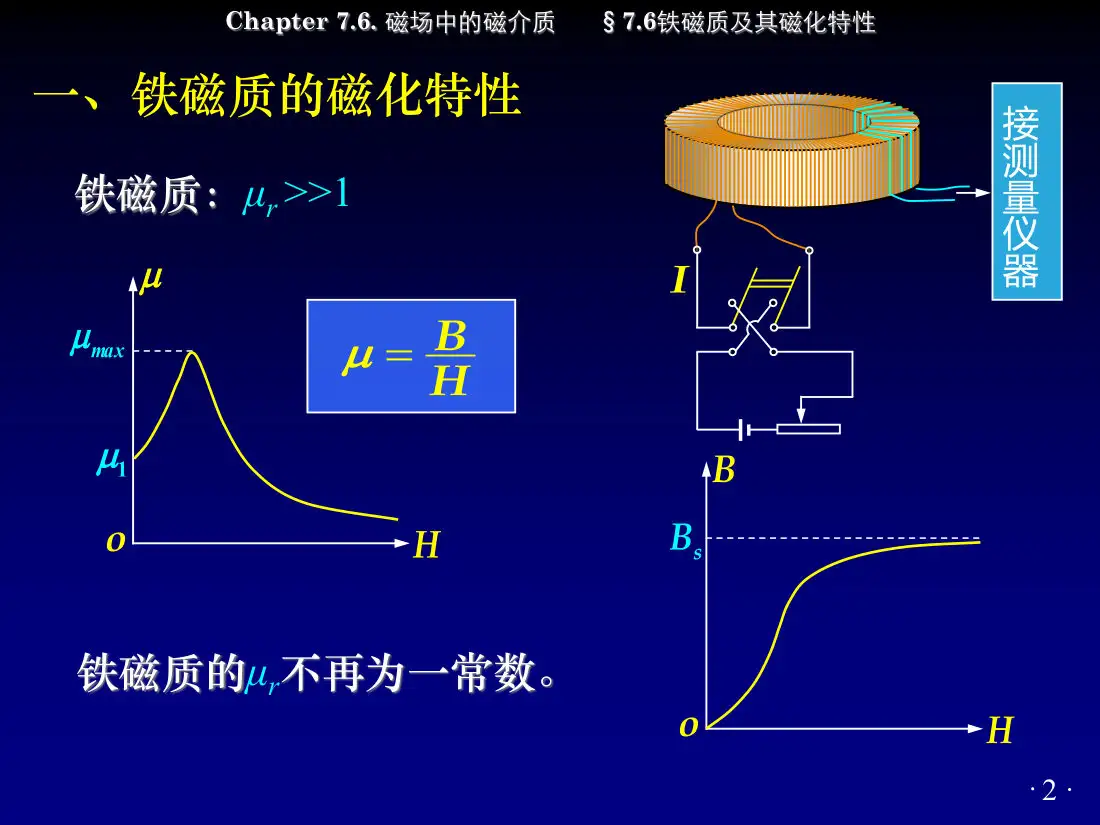 Chapter 7.6. 磁场中的磁介质 §7.6铁磁质及其磁化特性
一、铁磁质的磁化特性
铁磁质：μr >>1
接测量仪器
I
μ
μmax
μ1
o
H
μ = B/H
B
Bs
o
H
铁磁质的μr不再为一常数。
·2·